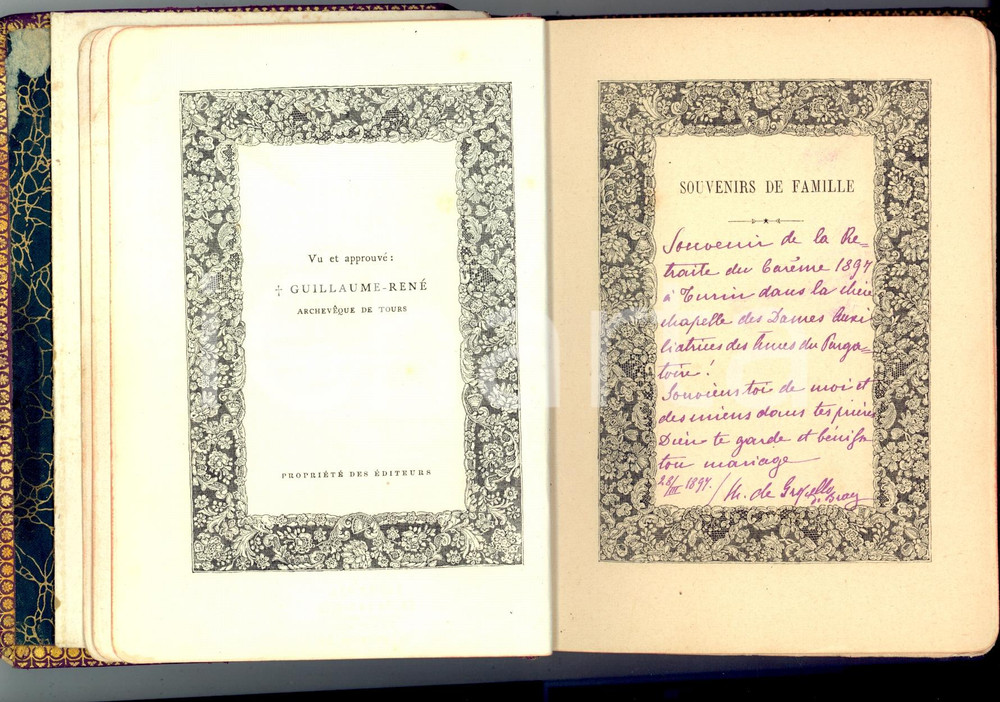 Vu et approuvé :
✢ GUILLAUME-RENÉ
ARCHEVÊQUE DE TOURS
PROPRIÉTÉ DES ÉDITEURS
SOUVENIRS DE FAMILLE
Souvenir de la Re-
traite du Carême 1897
à Turin dans la chère
chapelle des Dames Auxi
liatrices des Âmes du Purga-
toire !
Souviens toi de moi et
des miens dans tes prières
Dieu te garde et bénisse
ton mariage
28/III 1897. / M. de